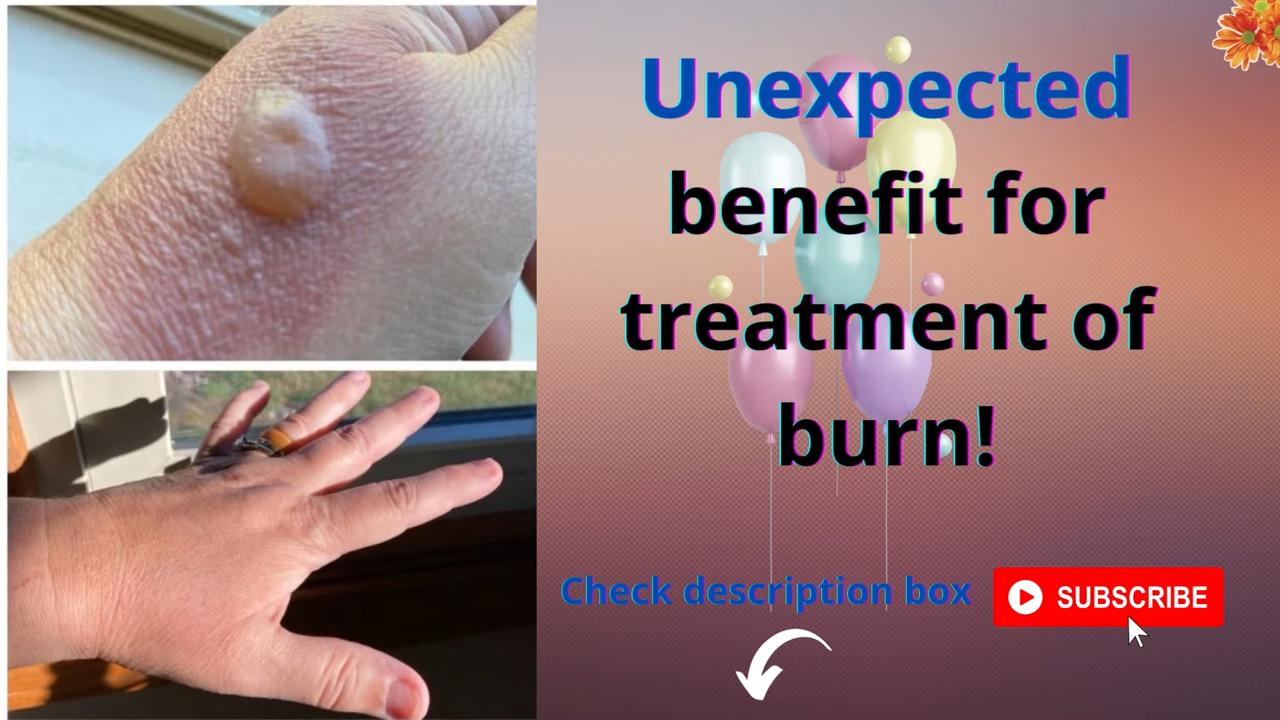 Unexpected
benefit for
treatment of
burn!
Check description box
SUBSCRIBE